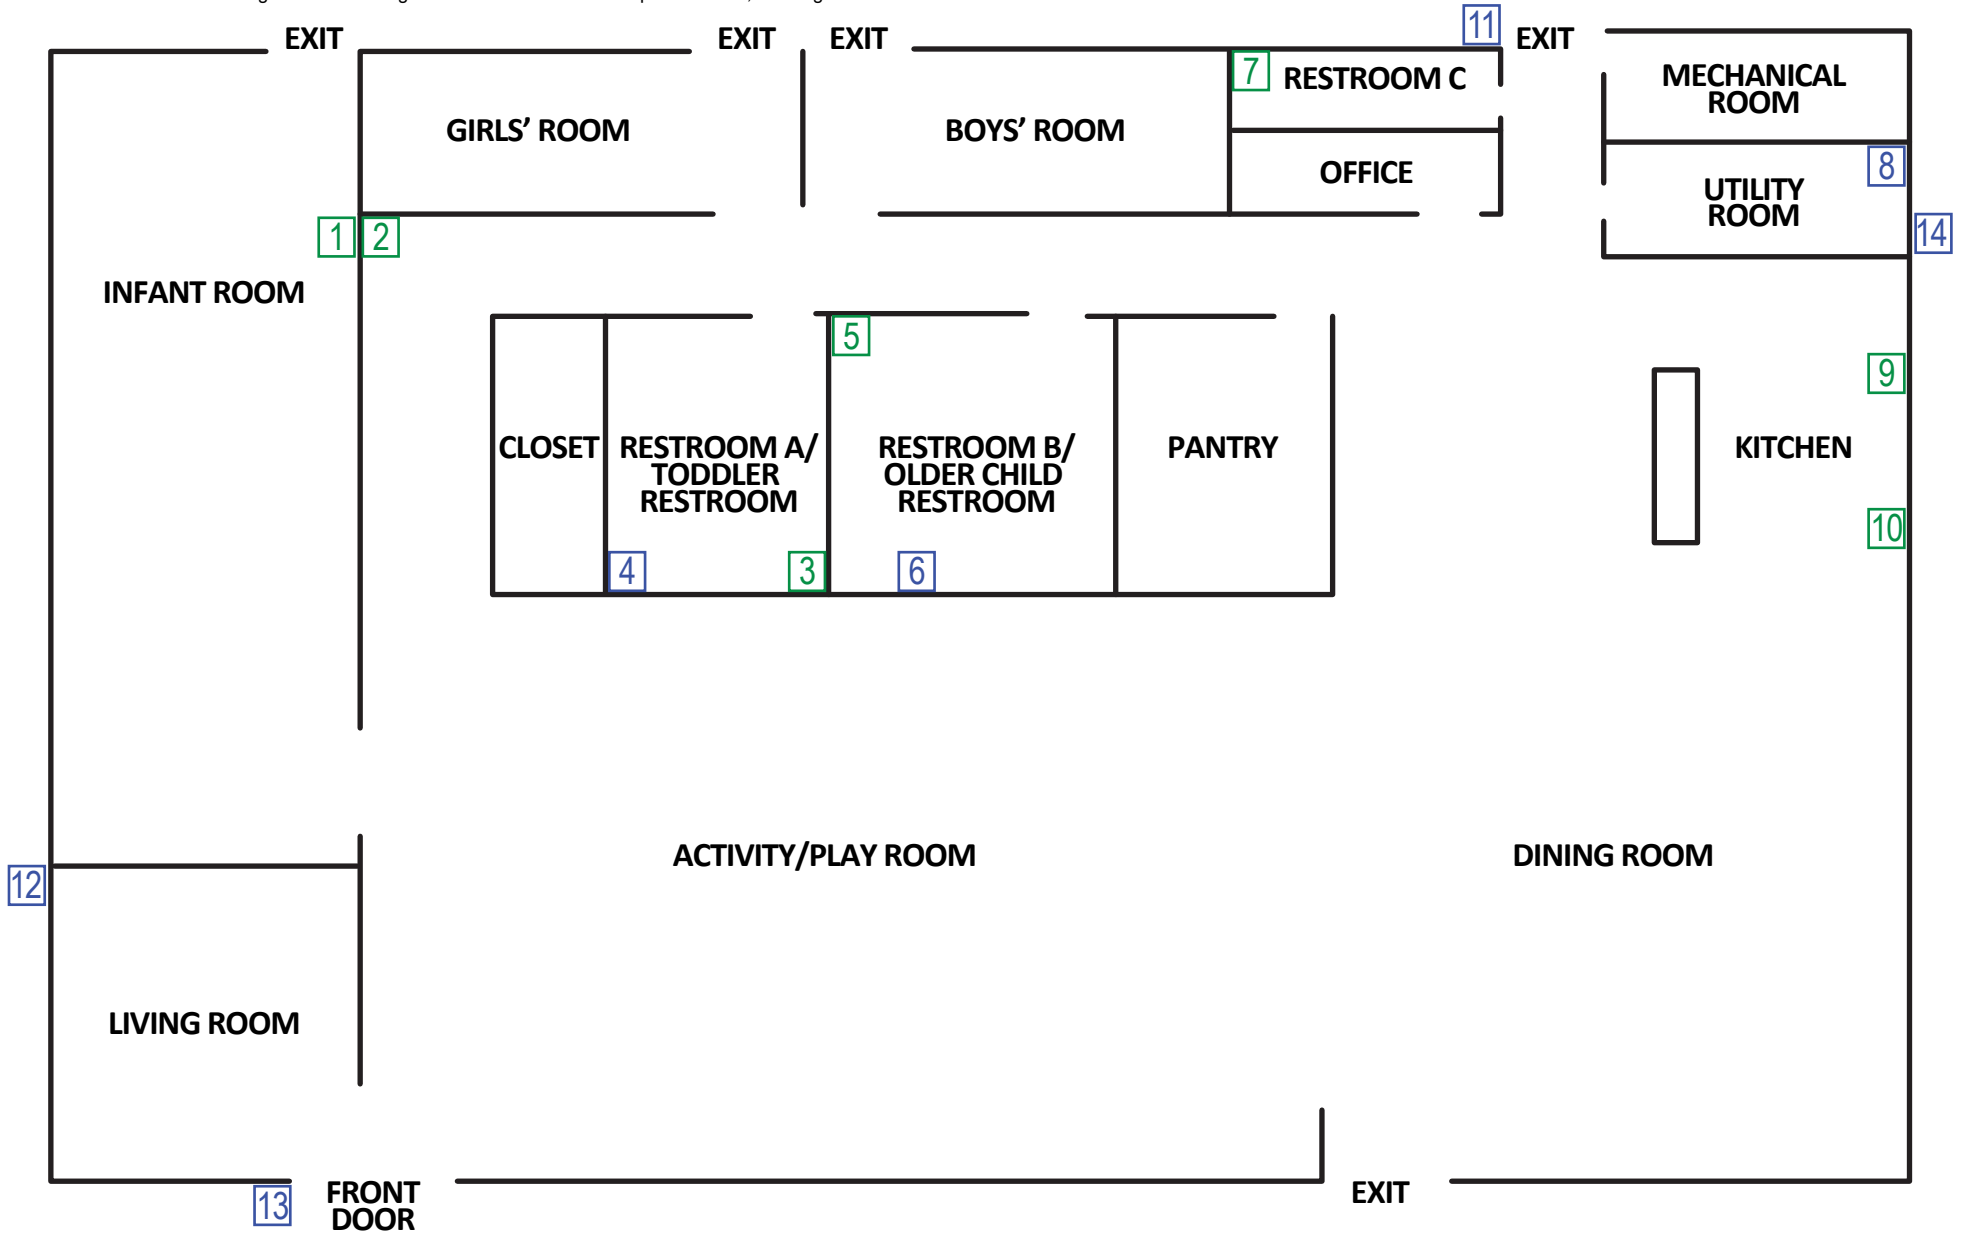 EXIT
EXIT
EXIT
11
EXIT
7
RESTROOM C
MECHANICAL
ROOM
GIRLS’ ROOM
BOYS’ ROOM
OFFICE
8
UTILITY
ROOM
1
2
14
INFANT ROOM
5
9
CLOSET
RESTROOM A/
TODDLER
RESTROOM
RESTROOM B/
OLDER CHILD
RESTROOM
PANTRY
KITCHEN
10
4
3
6
ACTIVITY/PLAY ROOM
DINING ROOM
12
LIVING ROOM
13
FRONT
DOOR
EXIT